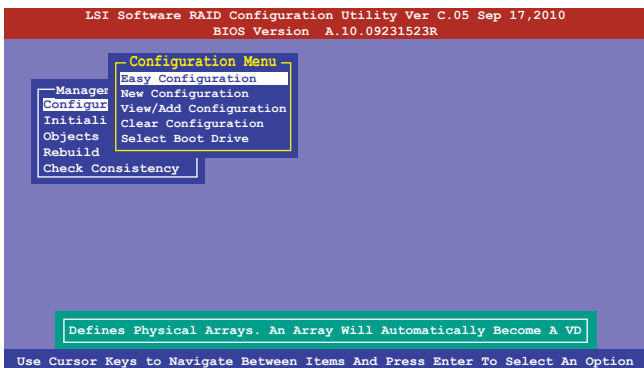 LSI Software RAID Configuration Utility Ver C.05 Sep 17,2010
BIOS Version A.10.09231523R
Configuration Menu
Easy Configuration
New Configuration
View/Add Configuration
Clear Configuration
Select Boot Drive
Managem
Configur
Initiali
Objects
Rebuild
Check Consistency
Defines Physical Arrays. An Array Will Automatically Become A VD
Use Cursor Keys to Navigate Between Items And Press Enter To Select An Option